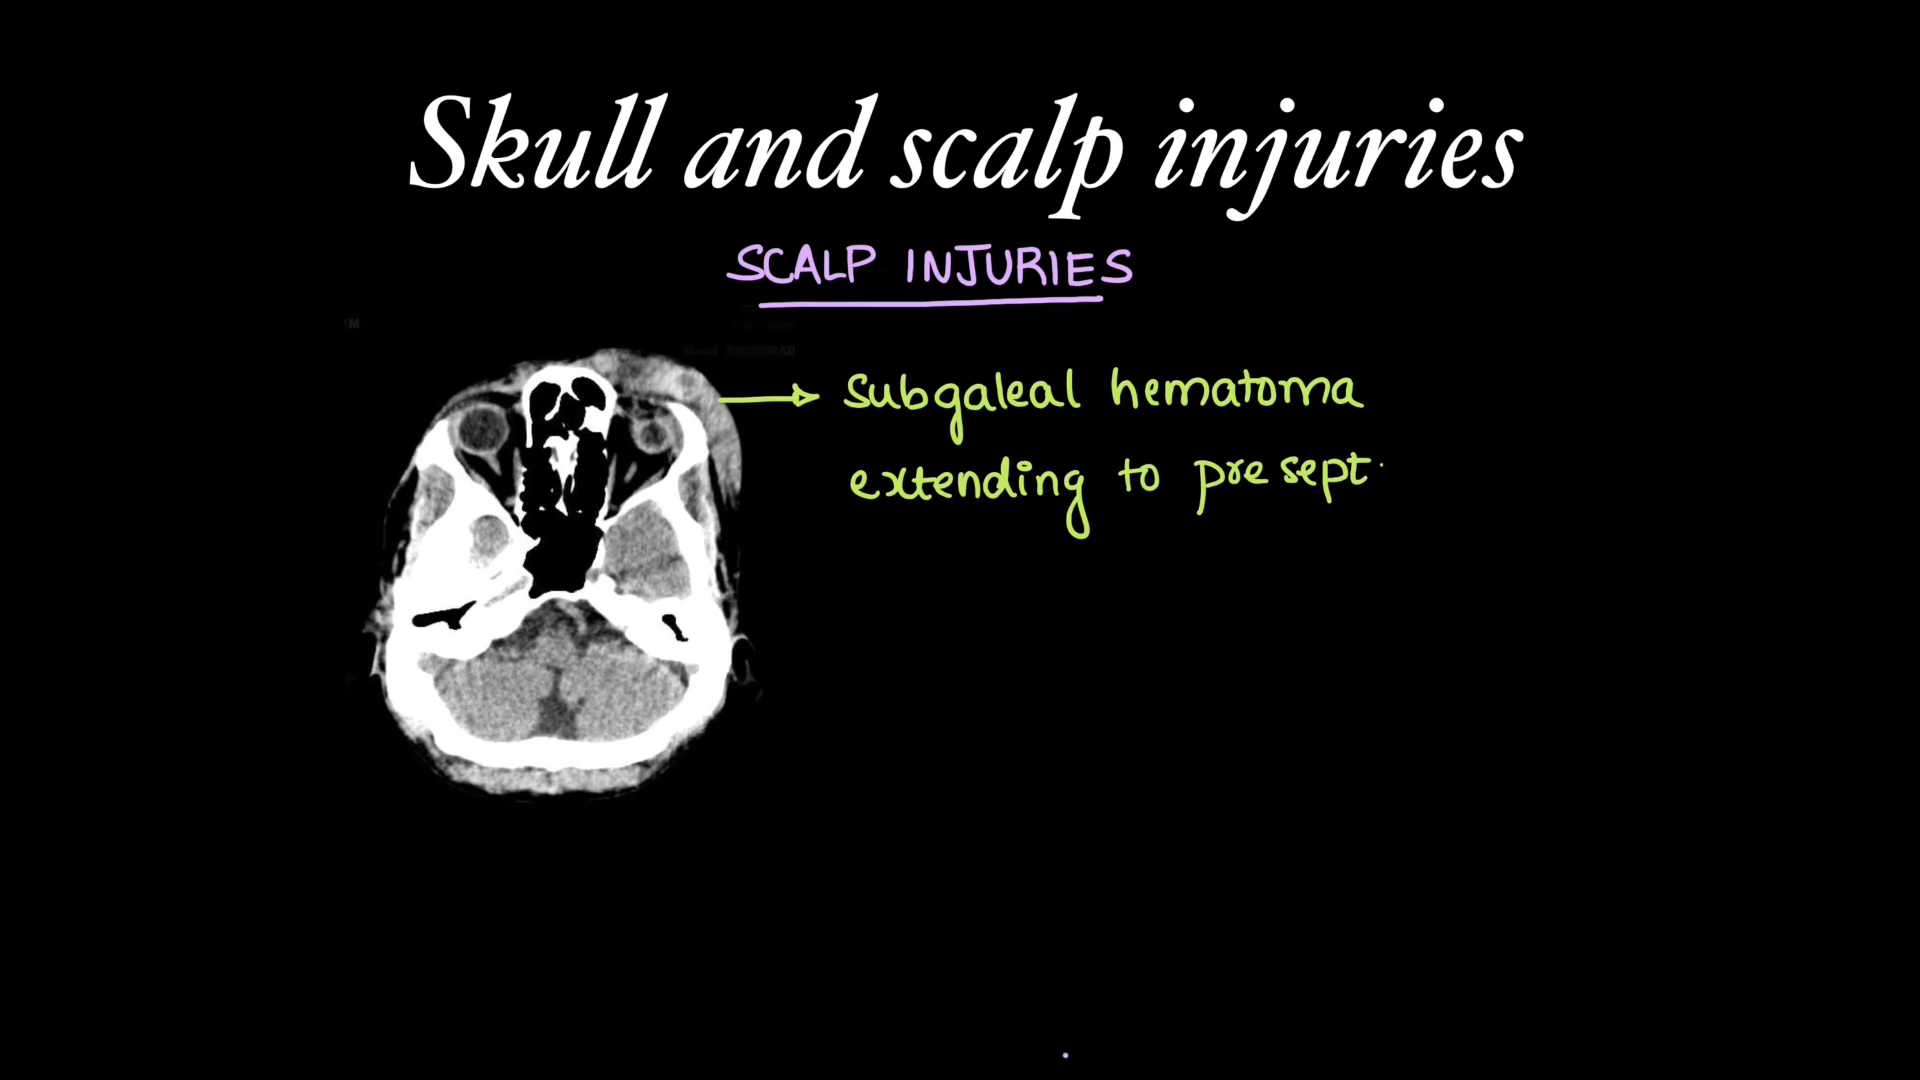 Skull and scalp injuries
SCALP INJURIES
subgaleal hematoma
extending to pre sept